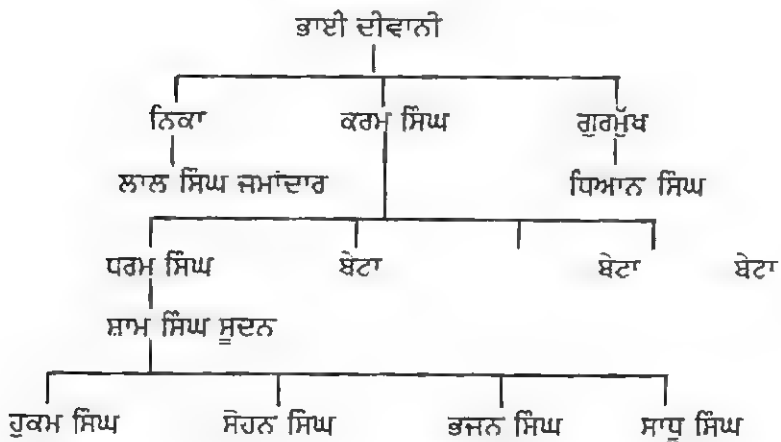 ਭਾਈ ਦੀਵਾਨੀ
ਨਿਕਾ ਕਰਮ ਸਿੰਘ ਗੁਰਮੁੱਖ
ਲਾਲ ਸਿੰਘ ਜਮਾਂਦਾਰ ਧਿਆਨ ਸਿੰਘ
ਧਰਮ ਸਿੰਘ ਬੇਟਾ ਬੇਟਾ ਬੇਟਾ
ਸ਼ਾਮ ਸਿੰਘ ਸੂਦਨ
ਹੁਕਮ ਸਿੰਘ ਸੋਹਨ ਸਿੰਘ ਭਜਨ ਸਿੰਘ ਸਾਧੂ ਸਿੰਘ